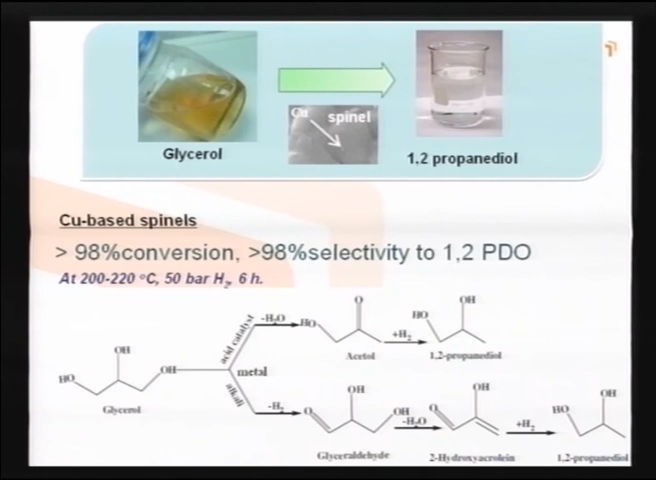 Cu
spinel
Glycerol
1,2 propanediol
Cu-based spinels
> 98%conversion, >98%selectivity to 1,2 PDO
At 200-220 °C, 50 bar H2, 6 h.
acid catalyst
-H2O
HO
O
Acetol
+H2
HO
OH
1,2-propanediol
HO
OH
OH
Glycerol
metal
alkali
-H2
O
OH
OH
Glyceraldehyde
-H2O
O
OH
2-Hydroxyacrolein
+H2
HO
OH
1,2-propanediol